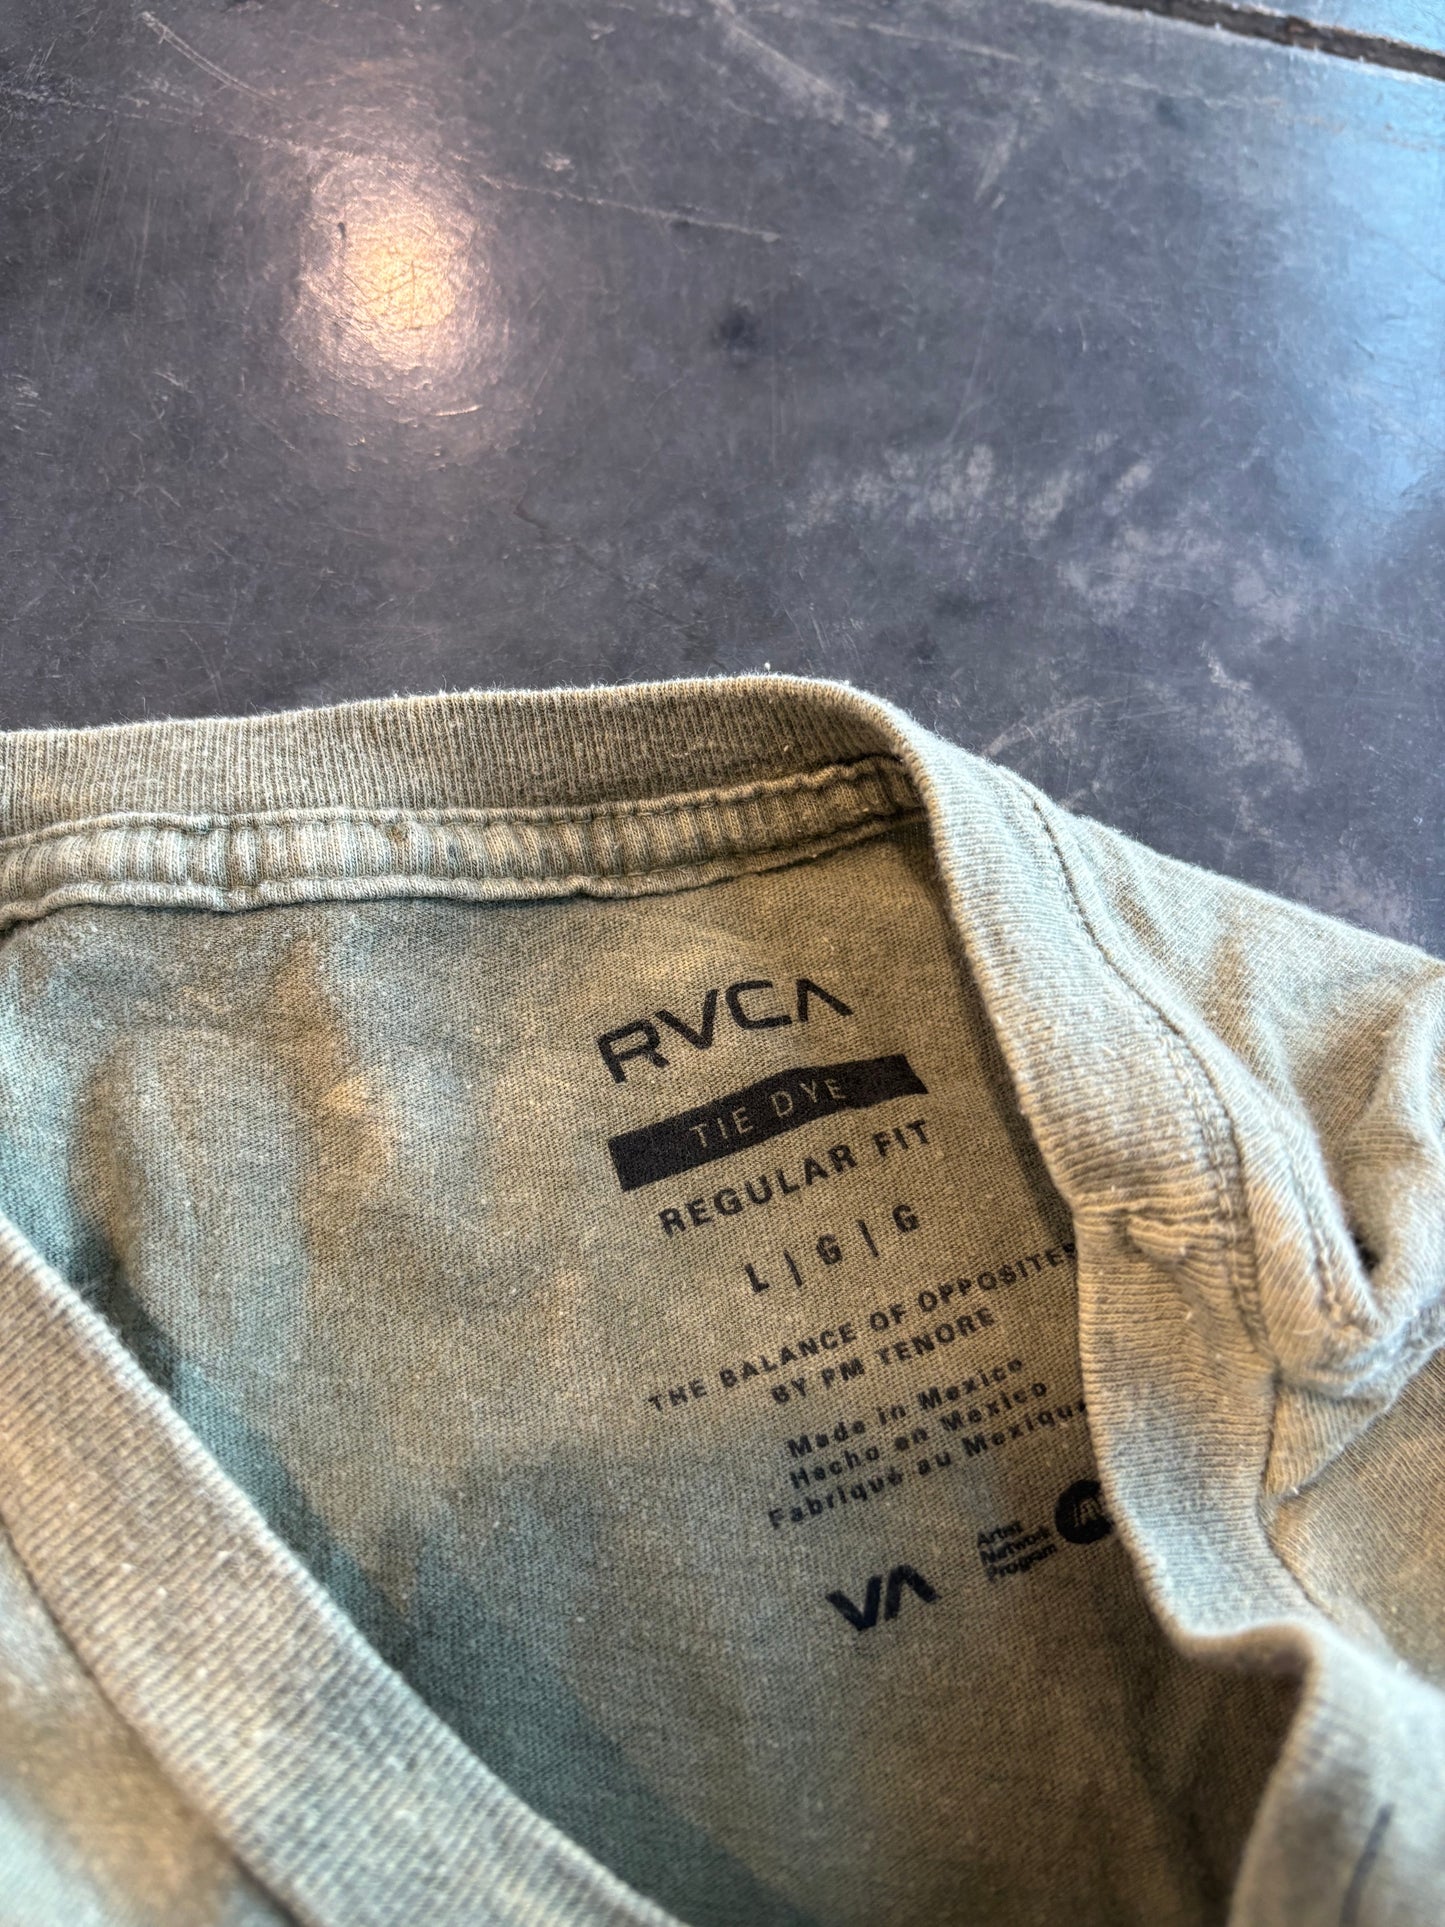 RVCA
TIE DYE
REGULAR FIT
L | G | G
THE BALANCE OF OPPOSITES
BY PM TENORE
Made in Mexico
Hecho en Mexico
Fabriqué au Mexique
Artist
Network
Program
VA